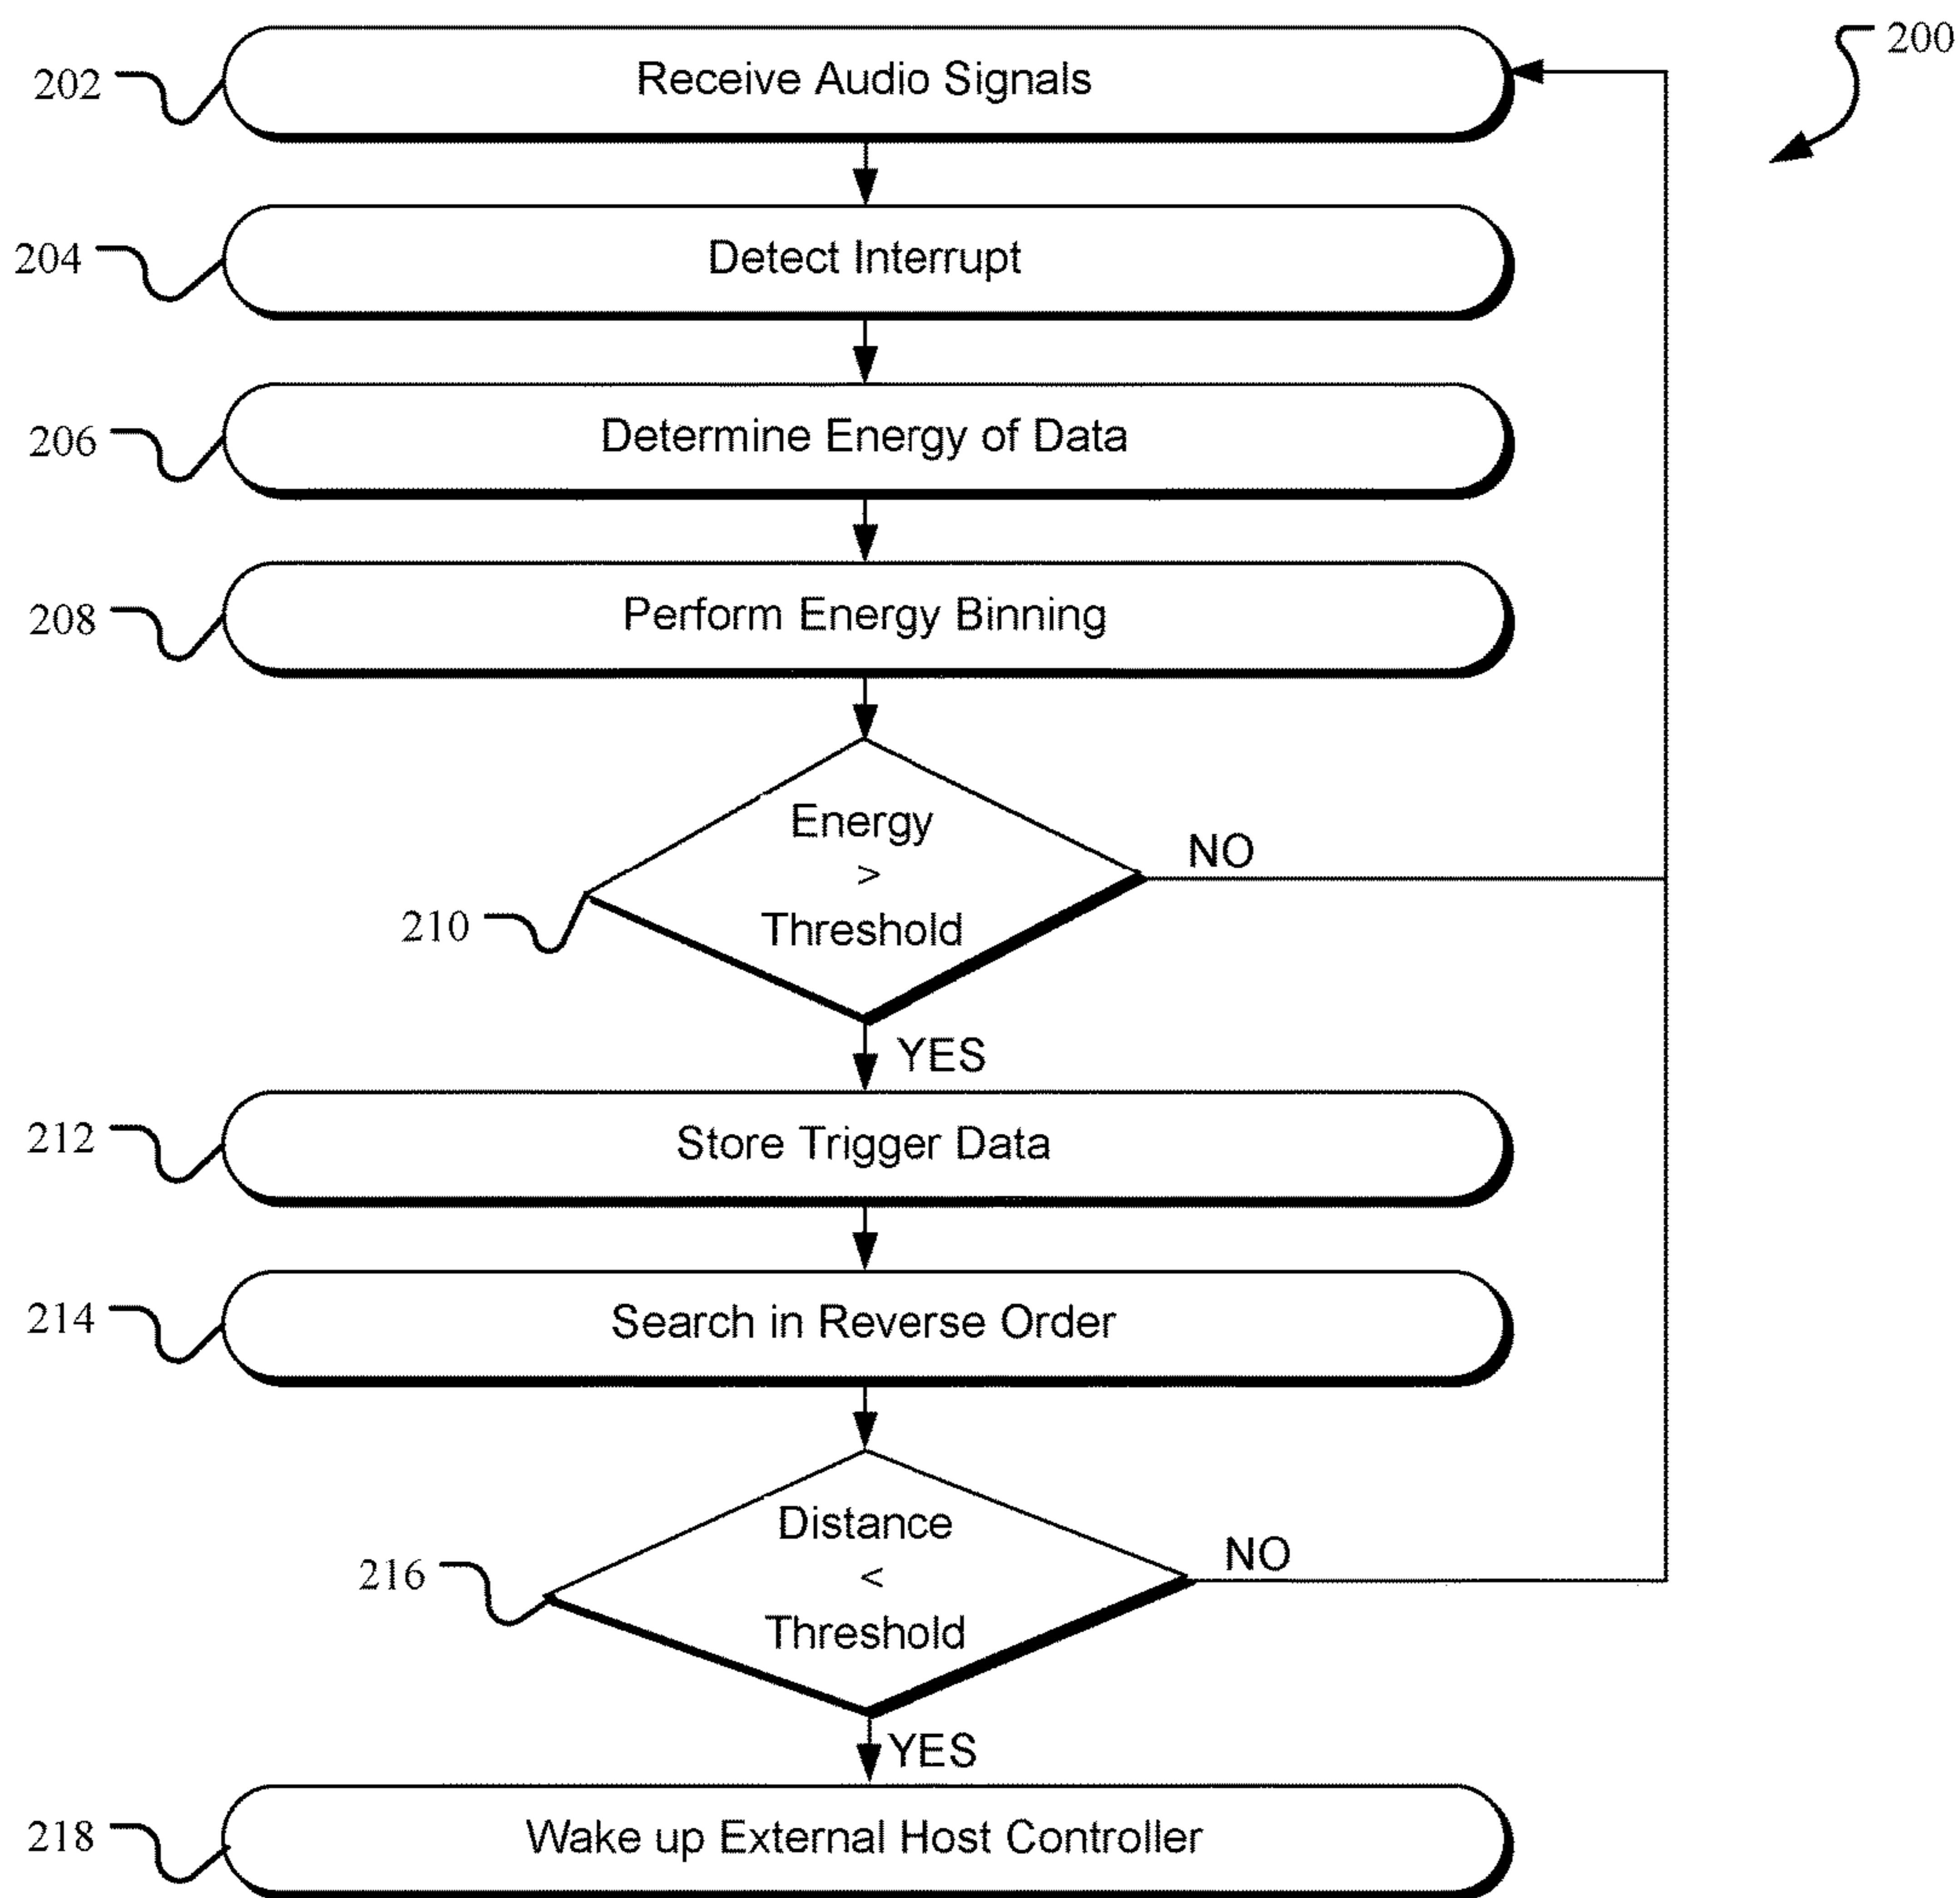 200
202
Receive Audio Signals
204
Detect Interrupt
206
Determine Energy of Data
208
Perform Energy Binning
210
Energy
>
Threshold
NO
YES
212
Store Trigger Data
214
Search in Reverse Order
216
Distance
<
Threshold
NO
YES
218
Wake up External Host Controller